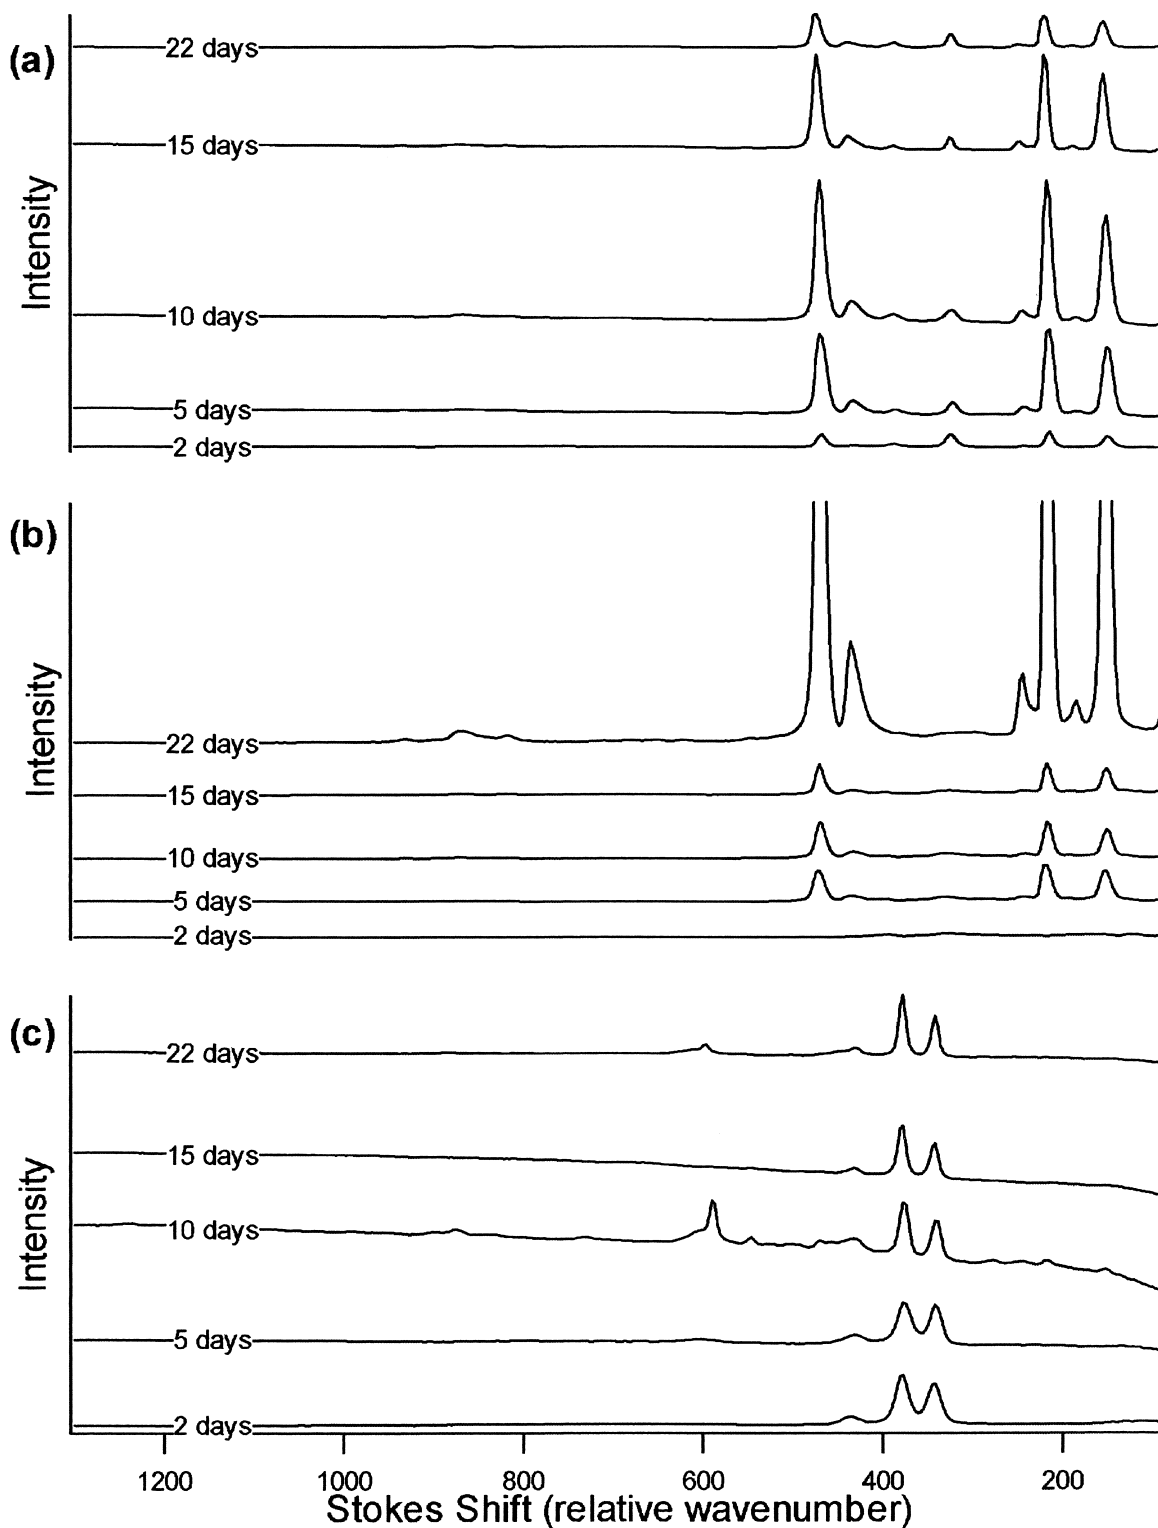 (a)
Intensity
22 days
15 days
10 days
5 days
2 days
(b)
Intensity
22 days
15 days
10 days
5 days
2 days
(c)
Intensity
22 days
15 days
10 days
5 days
2 days
1200 1000 800 600 400 200
Stokes Shift (relative wavenumber)